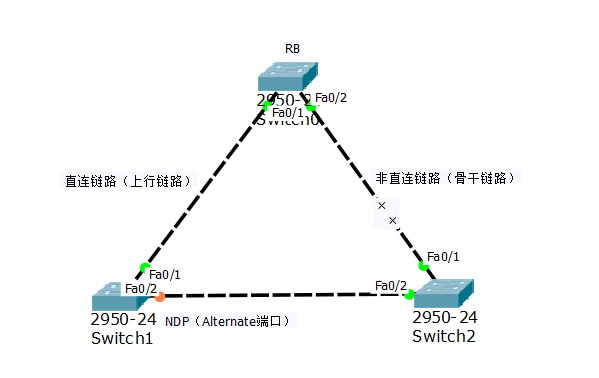 RB
Fa0/2
2950-2
Fa0/1
Switch0
直连链路（上行链路）
非直连链路（骨干链路）
Fa0/1
Fa0/1
Fa0/2
Fa0/2
2950-24
Switch1
NDP（Alternate端口）
2950-24
Switch2